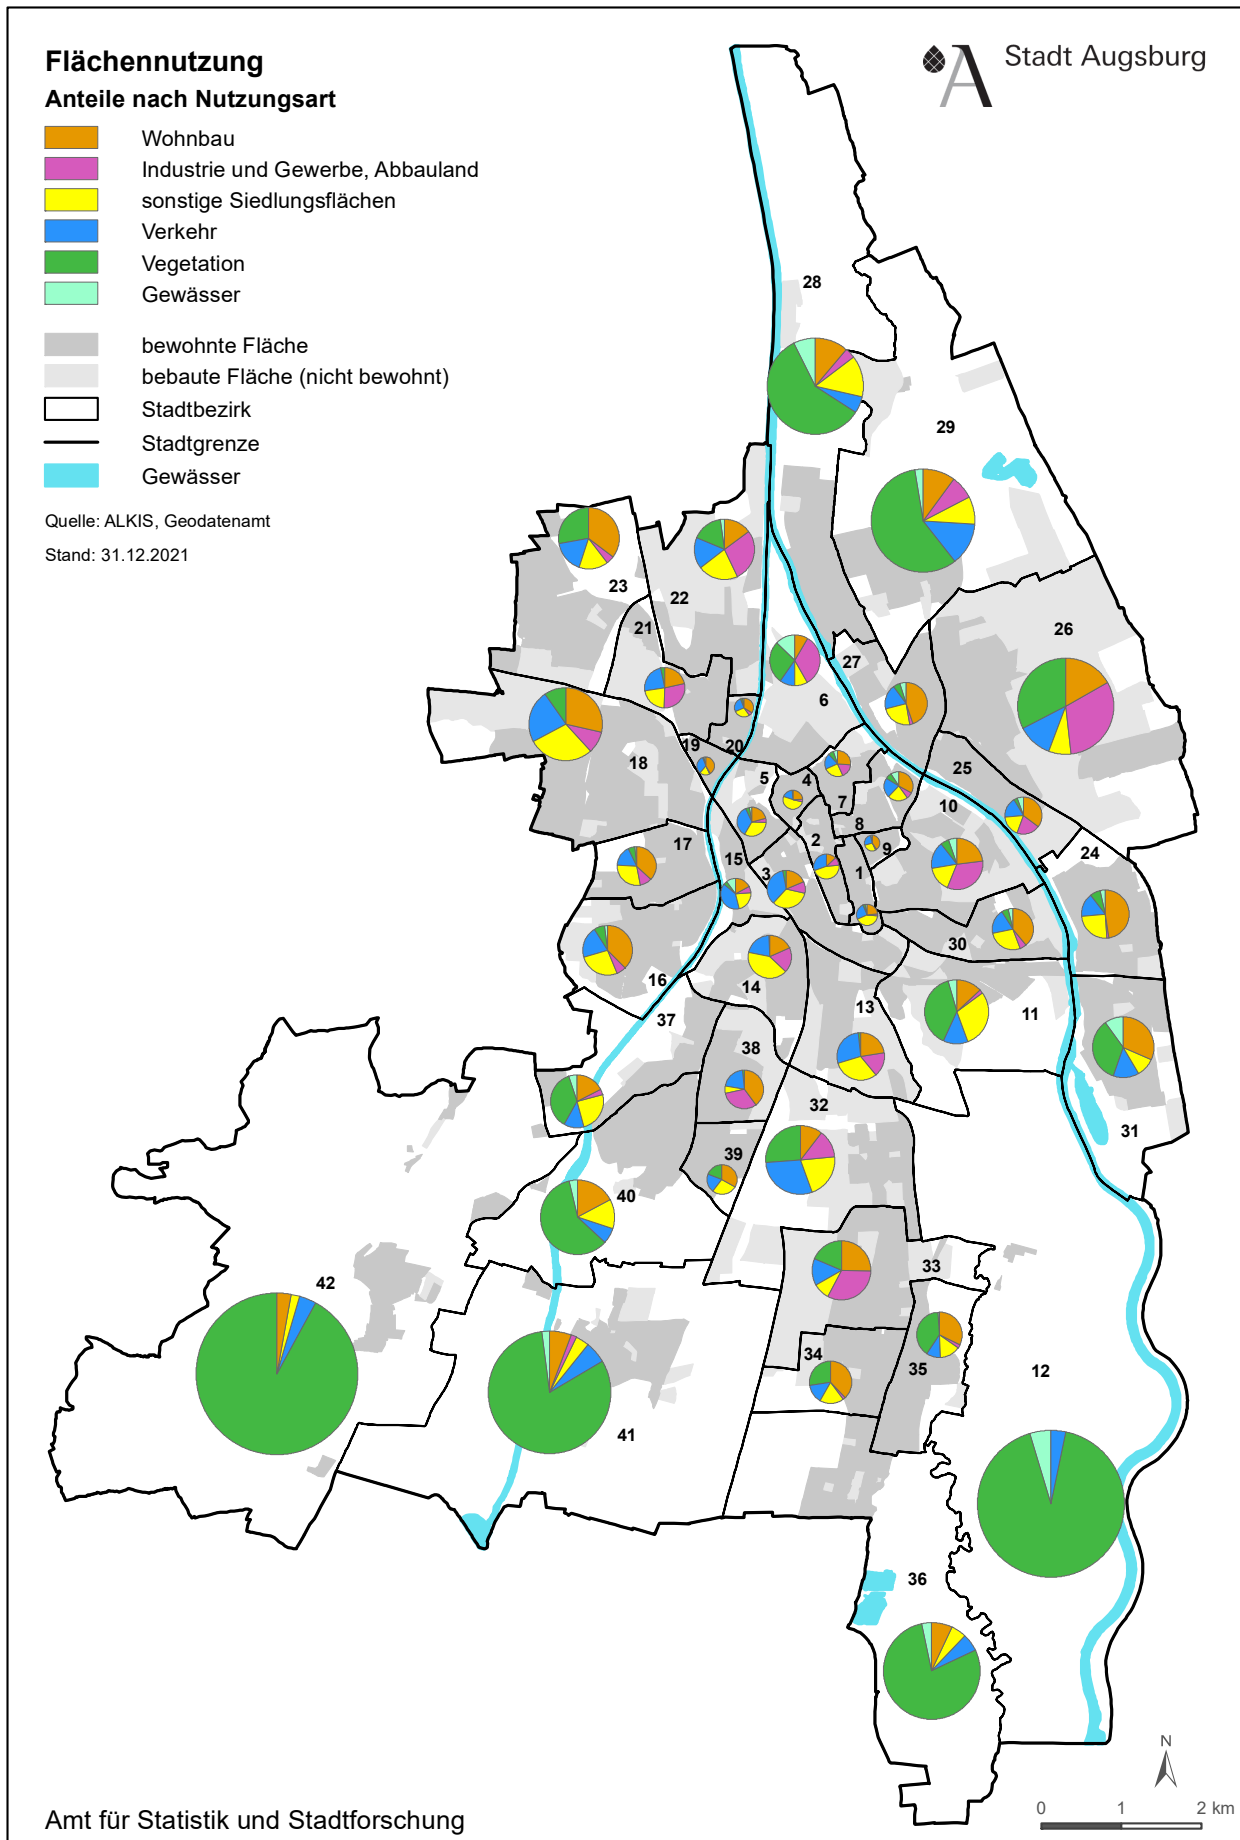 Flächennutzung
Anteile nach Nutzungsart
Wohnbau
Industrie und Gewerbe, Abbauland
sonstige Siedlungsflächen
Verkehr
Vegetation
Gewässer
bewohnte Fläche
bebaute Fläche (nicht bewohnt)
Stadtbezirk
Stadtgrenze
Gewässer
Quelle: ALKIS, Geodatenamt
Stand: 31.12.2021
A Stadt Augsburg
28
29
23
22
21
26
27
6
18
19
20
5
4
7
25
10
8
2
9
24
17
15
3
1
30
16
14
13
11
37
38
32
31
39
40
33
42
34
35
12
41
36
N
0 1 2 km
Amt für Statistik und Stadtforschung